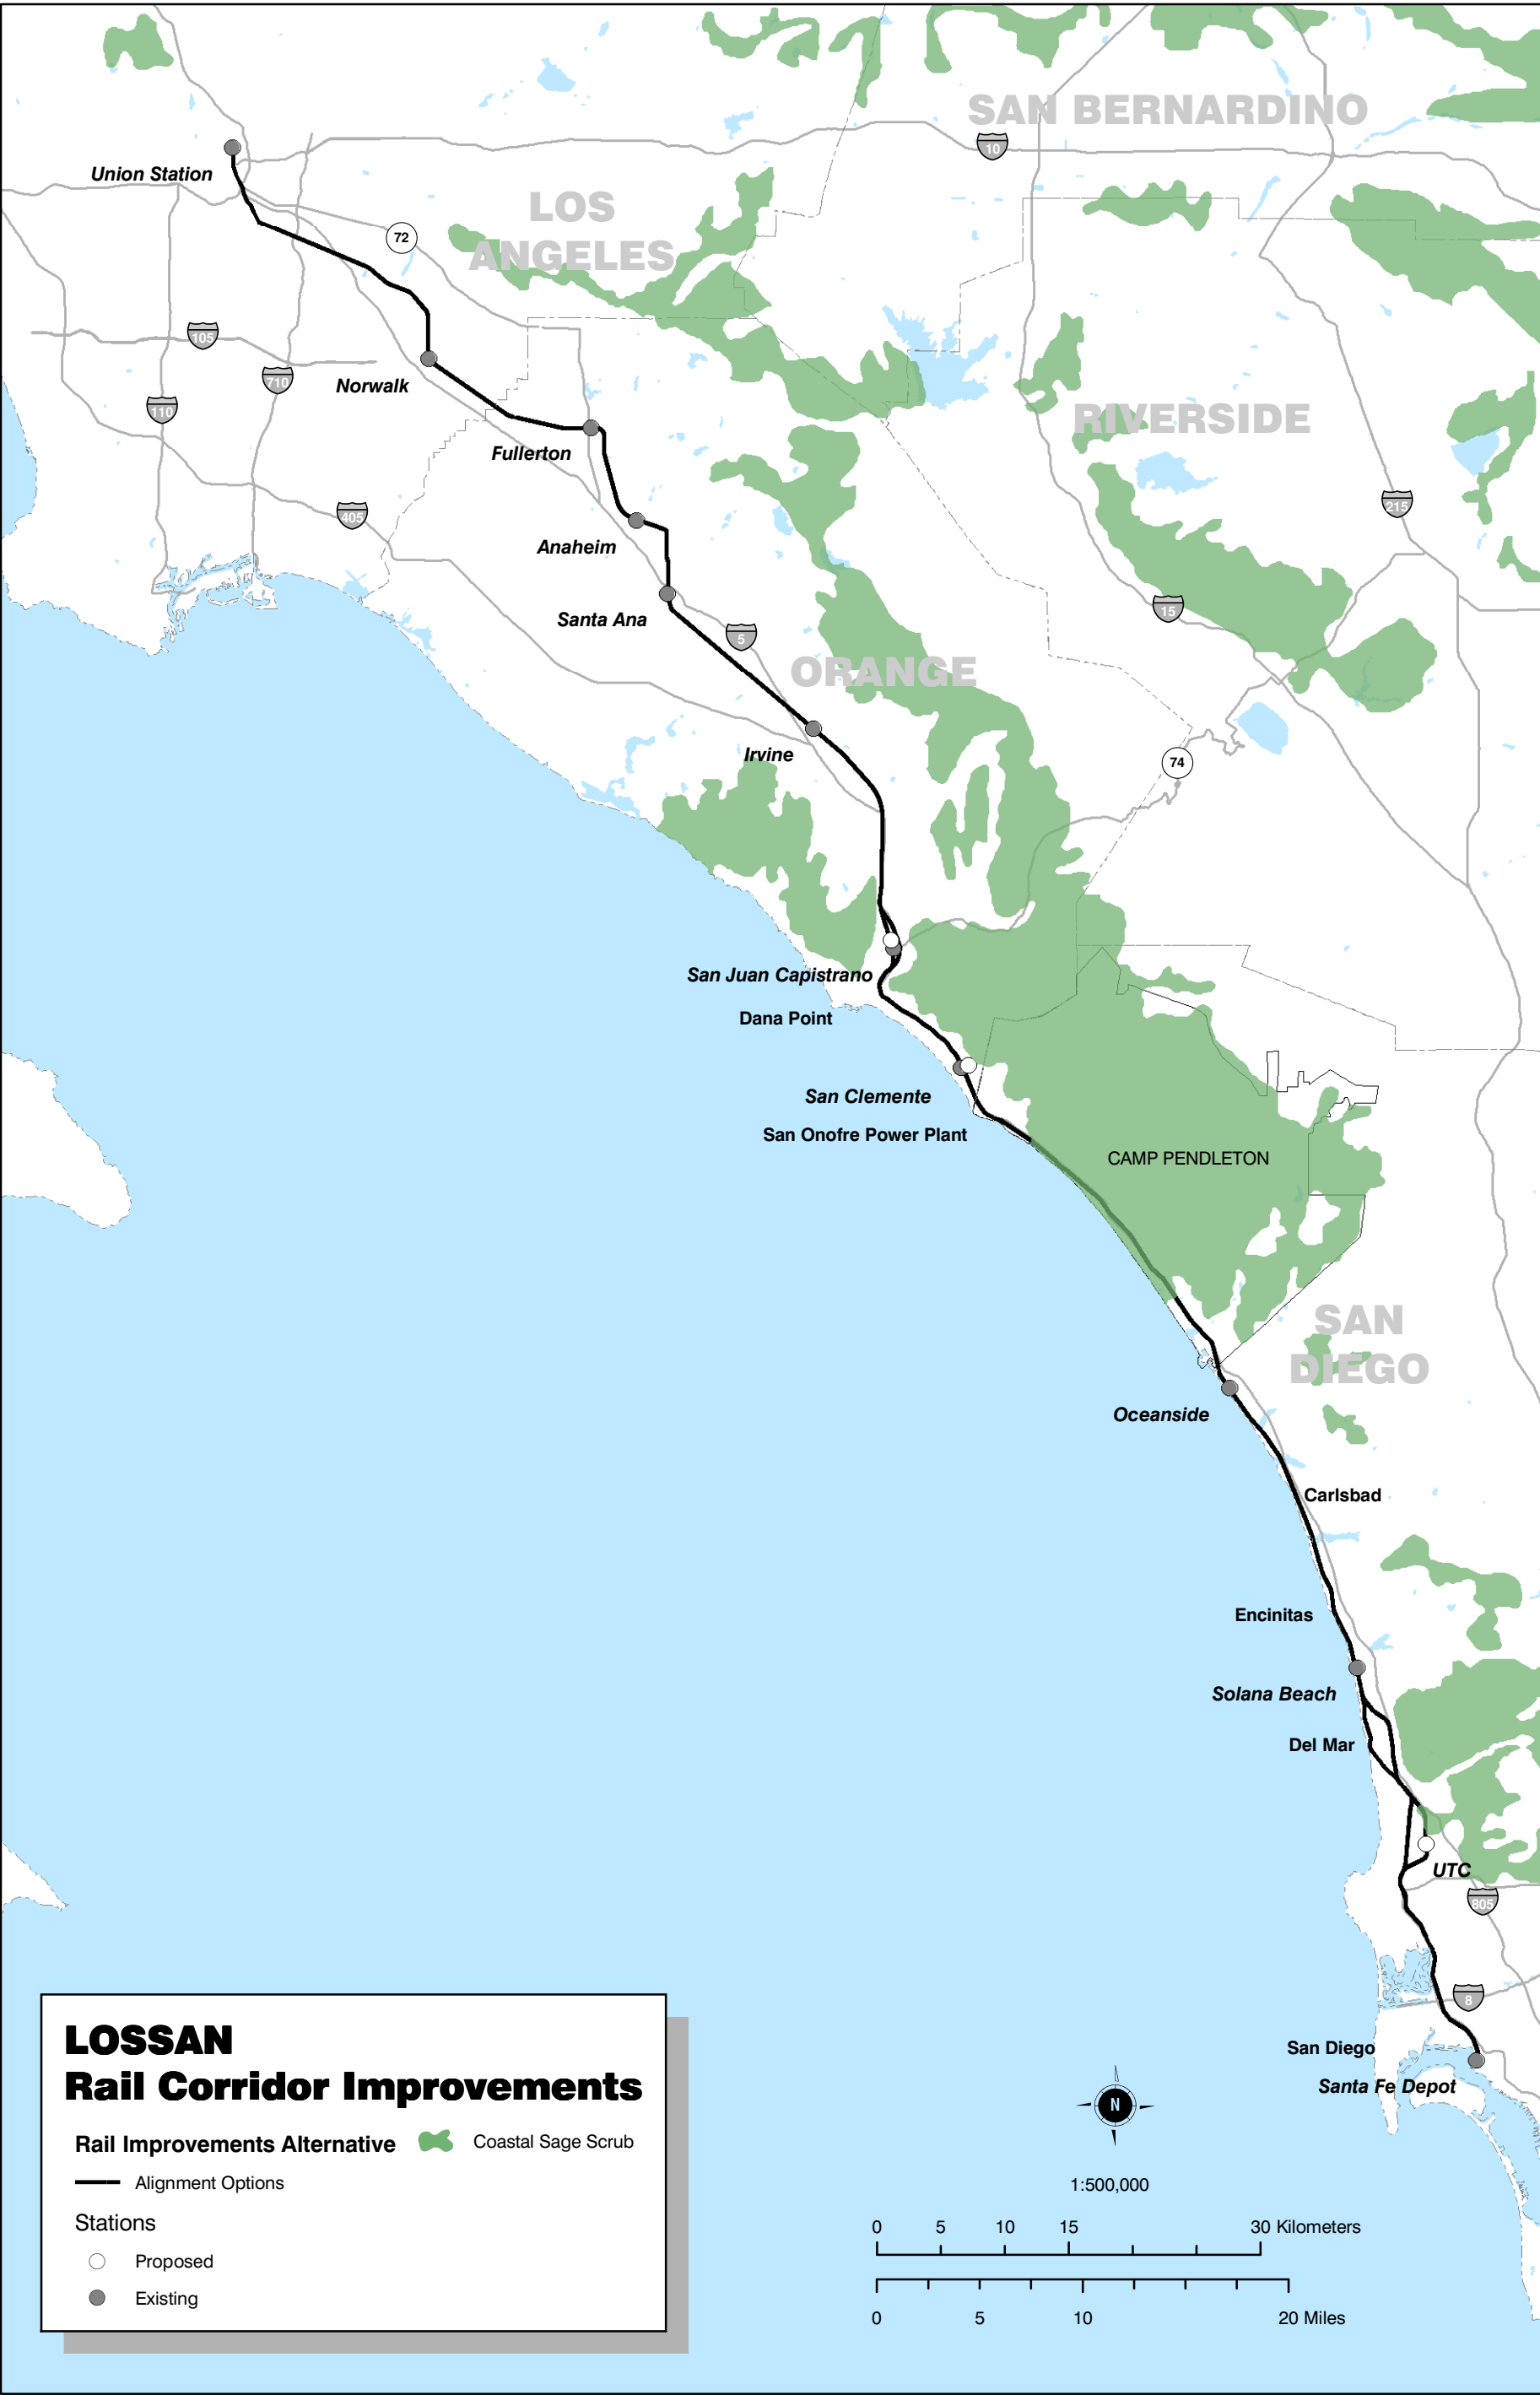 SAN BERNARDINO
10
Union Station
LOS
ANGELES
72
105
Norwalk
710
110
RIVERSIDE
Fullerton
405
215
Anaheim
Santa Ana
5
15
ORANGE
Irvine
74
San Juan Capistrano
Dana Point
San Clemente
San Onofre Power Plant
CAMP PENDLETON
SAN
DIEGO
Oceanside
Carlsbad
Encinitas
Solana Beach
Del Mar
UTC
805
8
San Diego
Santa Fe Depot
LOSSAN
Rail Corridor Improvements
Rail Improvements Alternative
Coastal Sage Scrub
Alignment Options
Stations
Proposed
Existing
N
1:500,000
0 5 10 15 30 Kilometers
0 5 10 20 Miles